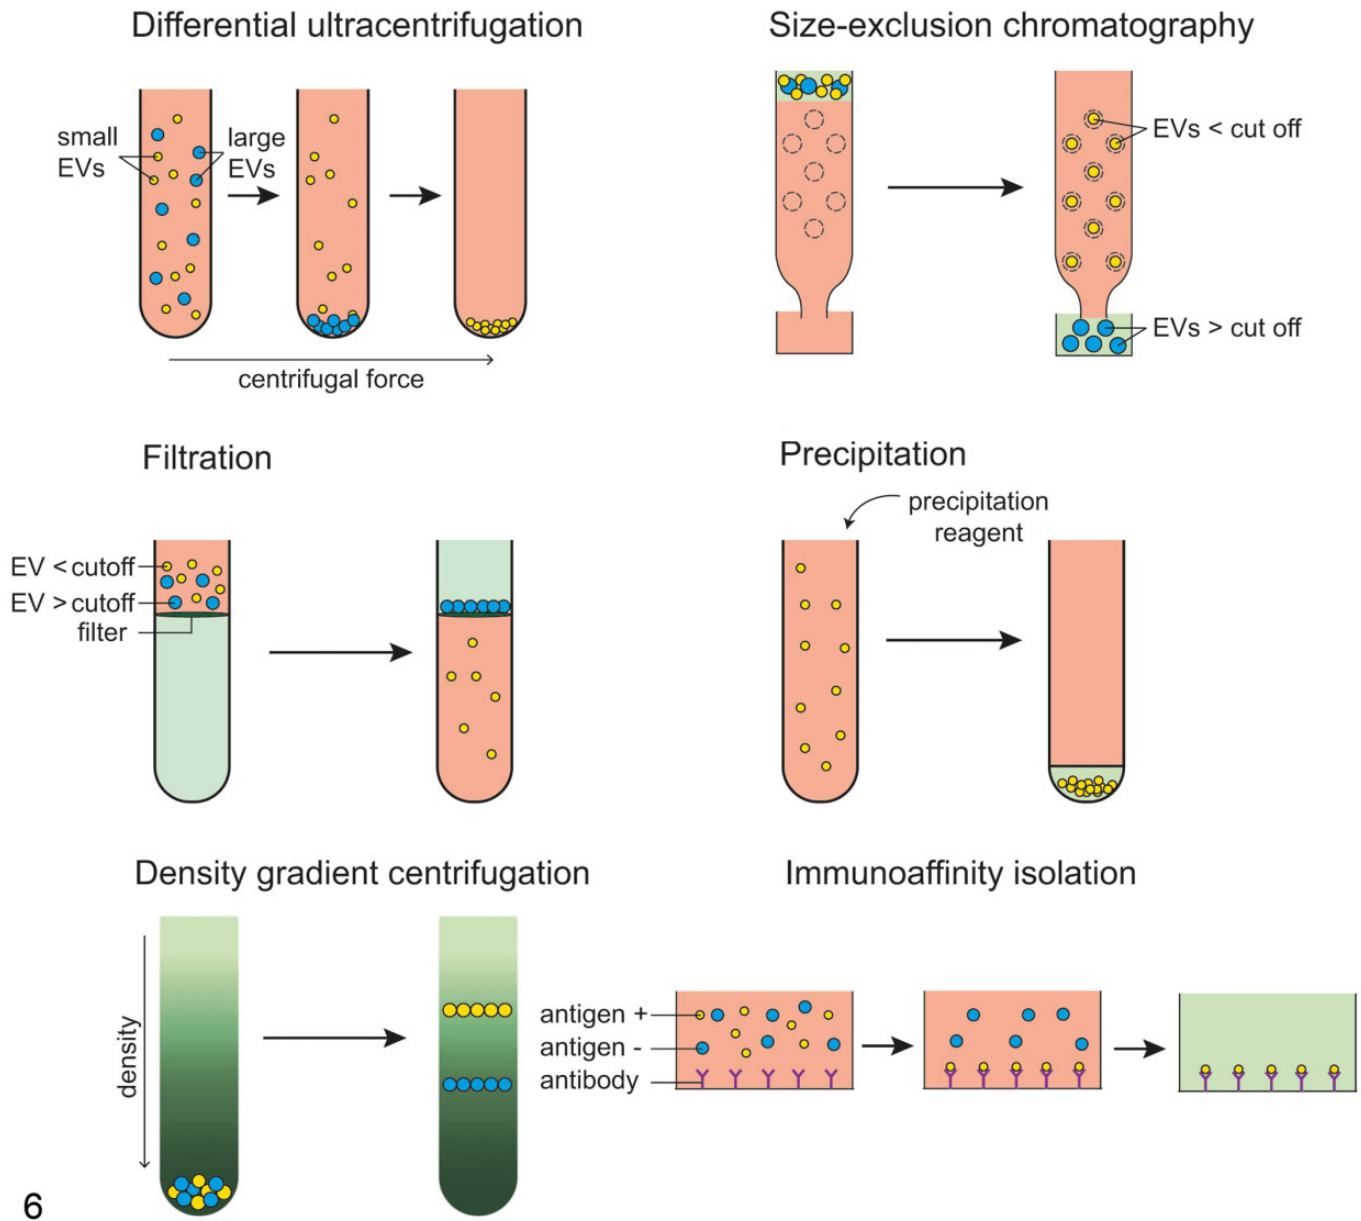 Differential ultracentrifugation
small
EVs
large
EVs
centrifugal force
Size-exclusion chromatography
EVs < cut off
EVs > cut off
Filtration
EV < cutoff
EV > cutoff
filter
Precipitation
precipitation
reagent
Density gradient centrifugation
density
Immunoaffinity isolation
antigen +
antigen -
antibody
6